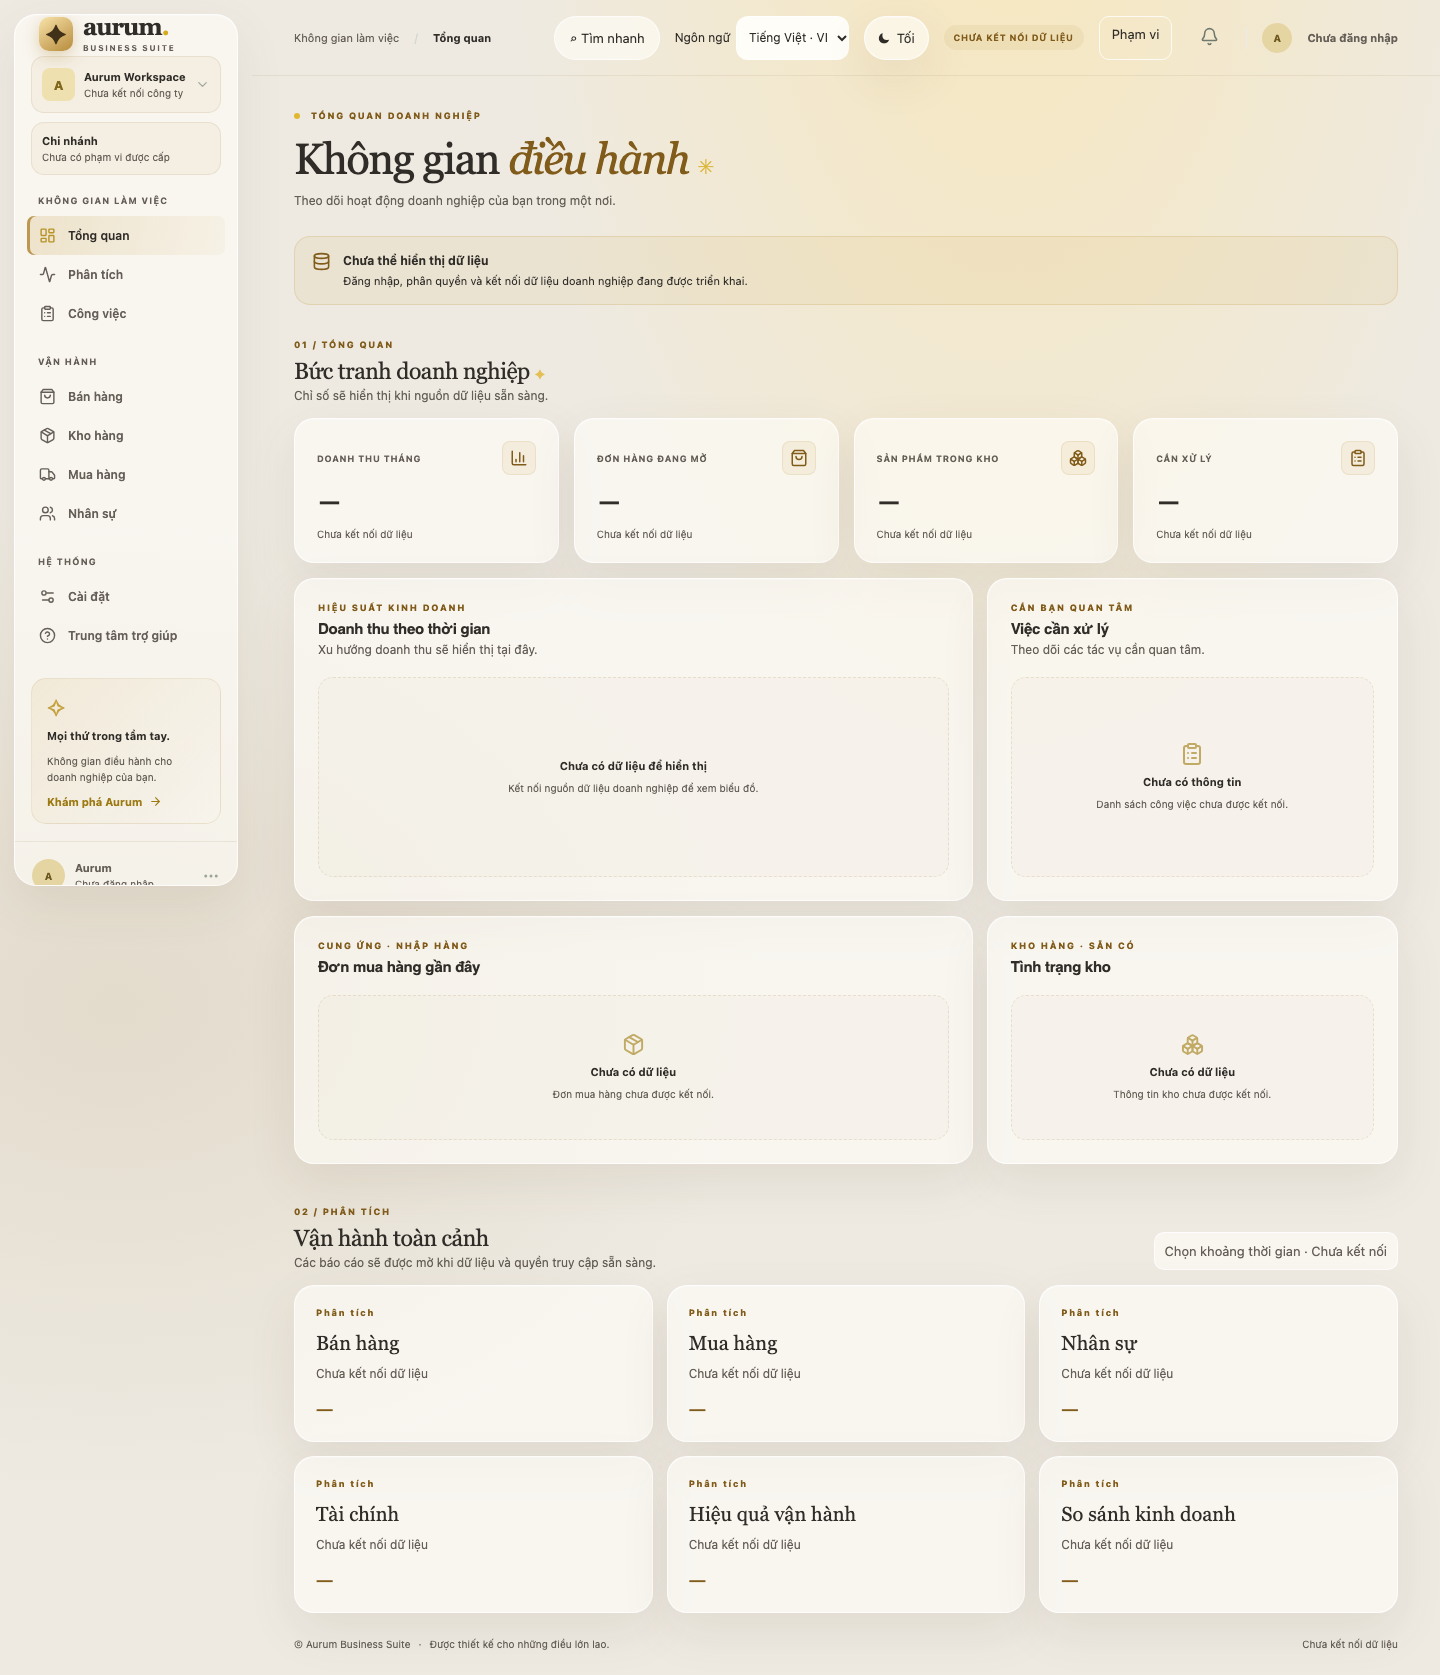 aurum.
BUSINESS SUITE
A
Aurum Workspace
Chưa kết nối công ty
Chi nhánh
Chưa có phạm vi được cấp
KHÔNG GIAN LÀM VIỆC
Tổng quan
Phân tích
Công việc
VẬN HÀNH
Bán hàng
Kho hàng
Mua hàng
Nhân sự
HỆ THỐNG
Cài đặt
Trung tâm trợ giúp
Mọi thứ trong tầm tay.
Không gian điều hành cho
doanh nghiệp của bạn.
Khám phá Aurum →
A
Aurum
Chưa đăng nhập
Không gian làm việc / Tổng quan
⌕ Tìm nhanh
Ngôn ngữ
Tiếng Việt · VI
Tối
CHƯA KẾT NỐI DỮ LIỆU
Phạm vi
A
Chưa đăng nhập
TỔNG QUAN DOANH NGHIỆP
Không gian điều hành
Theo dõi hoạt động doanh nghiệp của bạn trong một nơi.
Chưa thể hiển thị dữ liệu
Đăng nhập, phân quyền và kết nối dữ liệu doanh nghiệp đang được triển khai.
01 / TỔNG QUAN
Bức tranh doanh nghiệp
Chỉ số sẽ hiển thị khi nguồn dữ liệu sẵn sàng.
DOANH THU THÁNG
—
Chưa kết nối dữ liệu
ĐƠN HÀNG ĐANG MỞ
—
Chưa kết nối dữ liệu
SẢN PHẨM TRONG KHO
—
Chưa kết nối dữ liệu
CẦN XỬ LÝ
—
Chưa kết nối dữ liệu
HIỆU SUẤT KINH DOANH
Doanh thu theo thời gian
Xu hướng doanh thu sẽ hiển thị tại đây.
Chưa có dữ liệu để hiển thị
Kết nối nguồn dữ liệu doanh nghiệp để xem biểu đồ.
CẦN BẠN QUAN TÂM
Việc cần xử lý
Theo dõi các tác vụ cần quan tâm.
Chưa có thông tin
Danh sách công việc chưa được kết nối.
CUNG ỨNG · NHẬP HÀNG
Đơn mua hàng gần đây
Chưa có dữ liệu
Đơn mua hàng chưa được kết nối.
KHO HÀNG · SẴN CÓ
Tình trạng kho
Chưa có dữ liệu
Thông tin kho chưa được kết nối.
02 / PHÂN TÍCH
Vận hành toàn cảnh
Các báo cáo sẽ được mở khi dữ liệu và quyền truy cập sẵn sàng.
Chọn khoảng thời gian · Chưa kết nối
Phân tích
Bán hàng
Chưa kết nối dữ liệu
—
Phân tích
Mua hàng
Chưa kết nối dữ liệu
—
Phân tích
Nhân sự
Chưa kết nối dữ liệu
—
Phân tích
Tài chính
Chưa kết nối dữ liệu
—
Phân tích
Hiệu quả vận hành
Chưa kết nối dữ liệu
—
Phân tích
So sánh kinh doanh
Chưa kết nối dữ liệu
—
© Aurum Business Suite · Được thiết kế cho những điều lớn lao.
Chưa kết nối dữ liệu